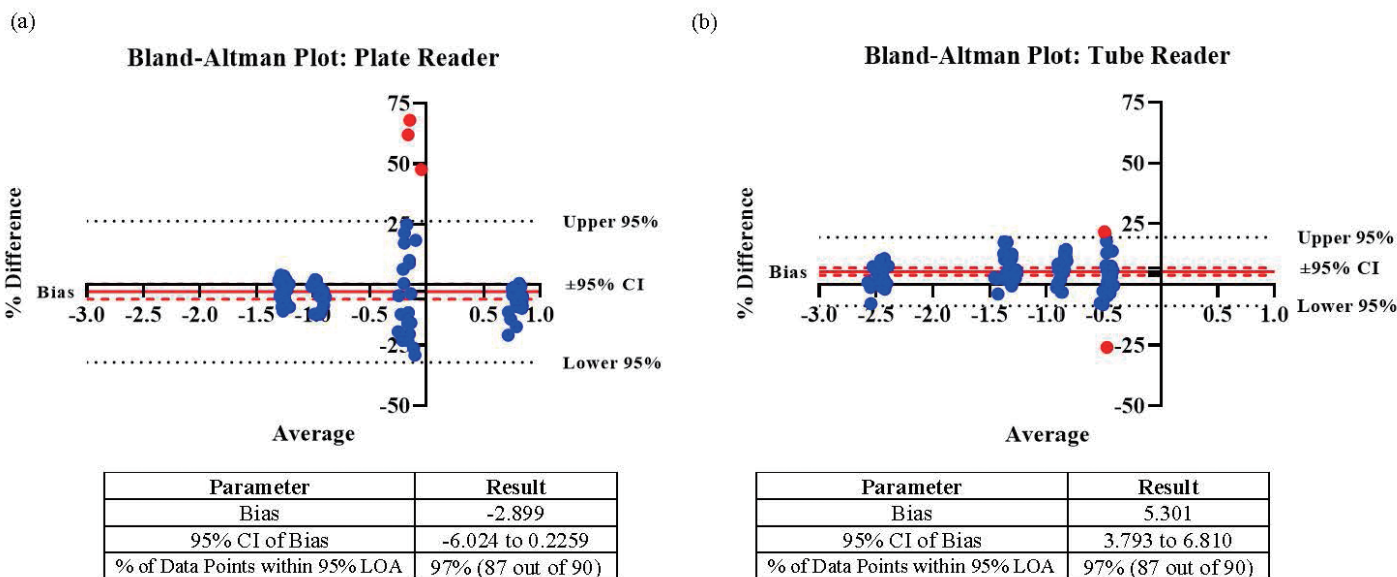 (a)
Bland-Altman Plot: Plate Reader
75
50
25
Upper 95%
% Difference
Bias
±95% CI
-3.0 -2.5 -2.0 -1.5 -1.0 -0.5 0.5 1.0
-25
Lower 95%
-50
Average
Parameter Result
Bias -2.899
95% CI of Bias -6.024 to 0.2259
% of Data Points within 95% LOA 97% (87 out of 90)
(b)
Bland-Altman Plot: Tube Reader
75
50
25
Upper 95%
% Difference
Bias
±95% CI
Lower 95%
-3.0 -2.5 -2.0 -1.5 -1.0 -0.5 0.5 1.0
-25
-50
Average
Parameter Result
Bias 5.301
95% CI of Bias 3.793 to 6.810
% of Data Points within 95% LOA 97% (87 out of 90)